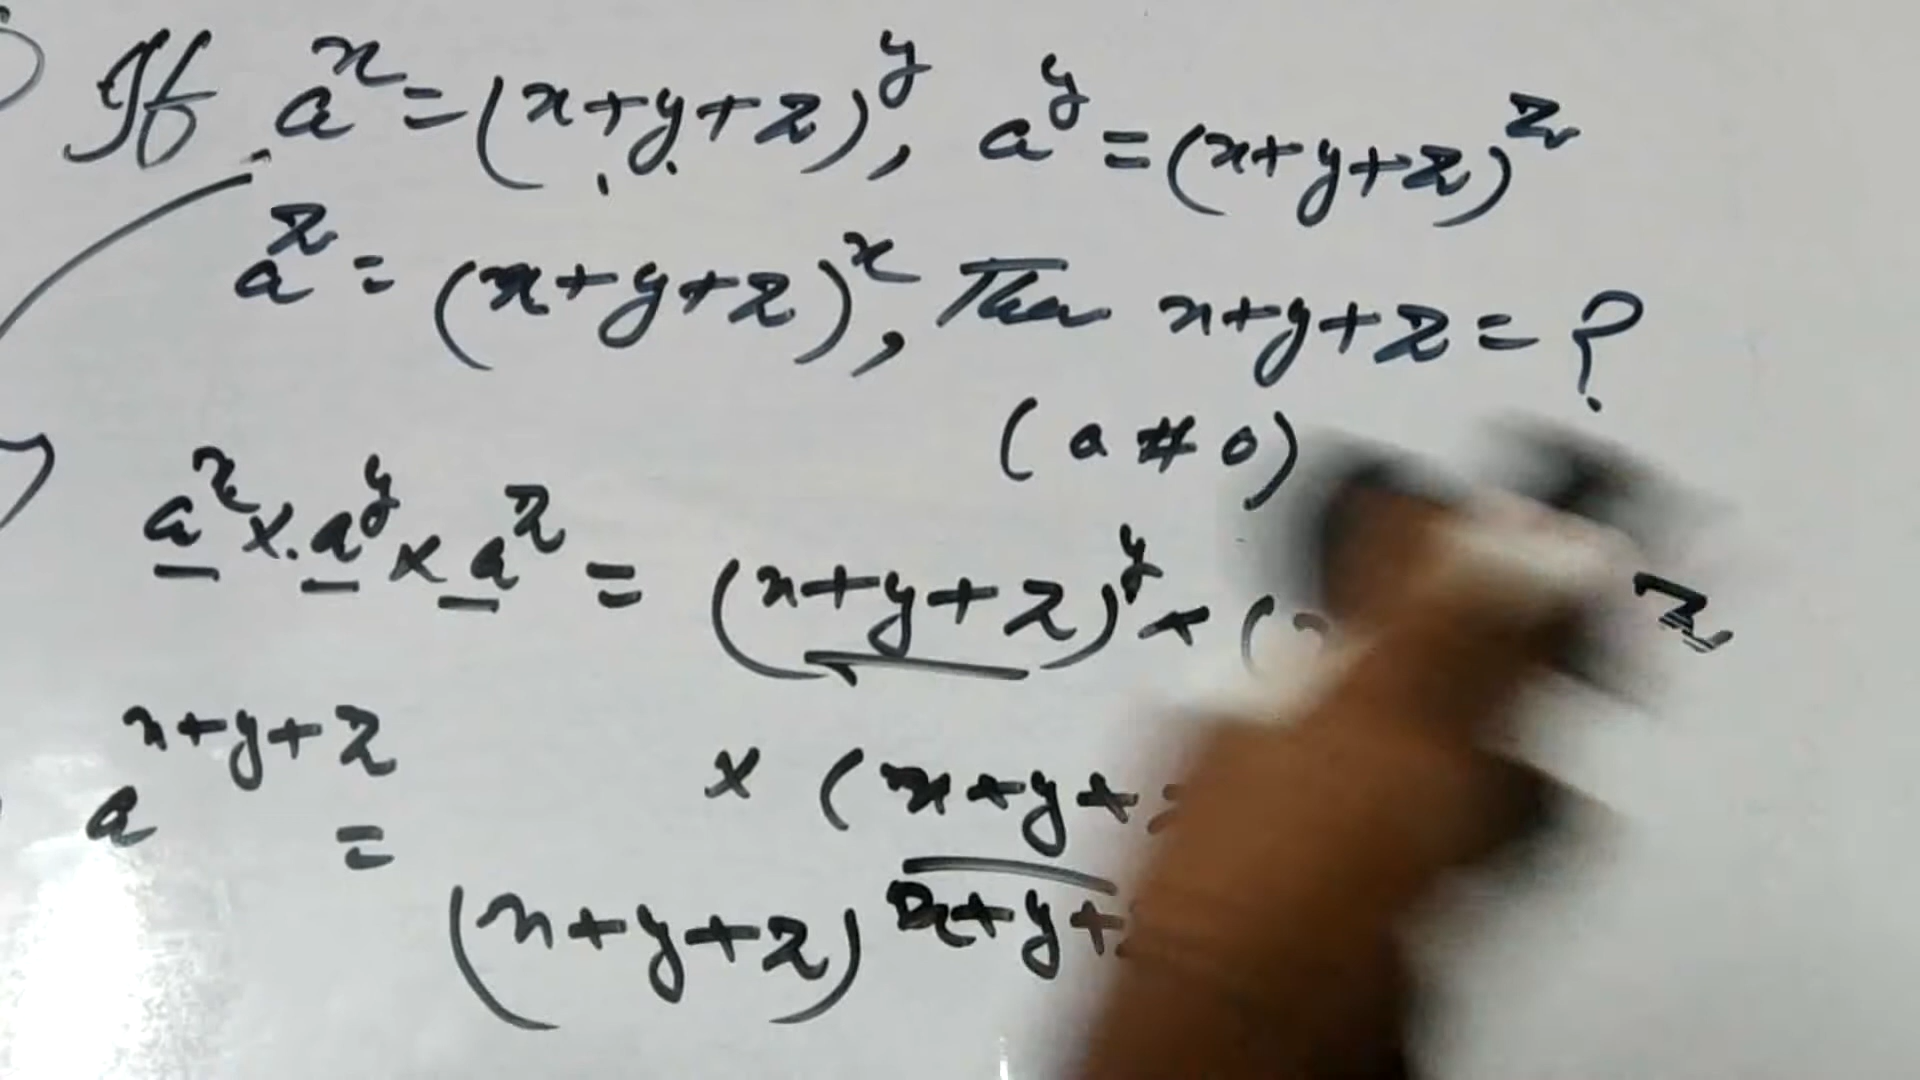 If a^x = (x+y+z)^y, a^y = (x+y+z)^z
a^z = (x+y+z)^x, Then x+y+z = ?
(a ≠ 0)
a^x × a^y × a^z = (x+y+z)^y × ( z
× (x+y+
a^x+y+z =
(x+y+z)^x+y+